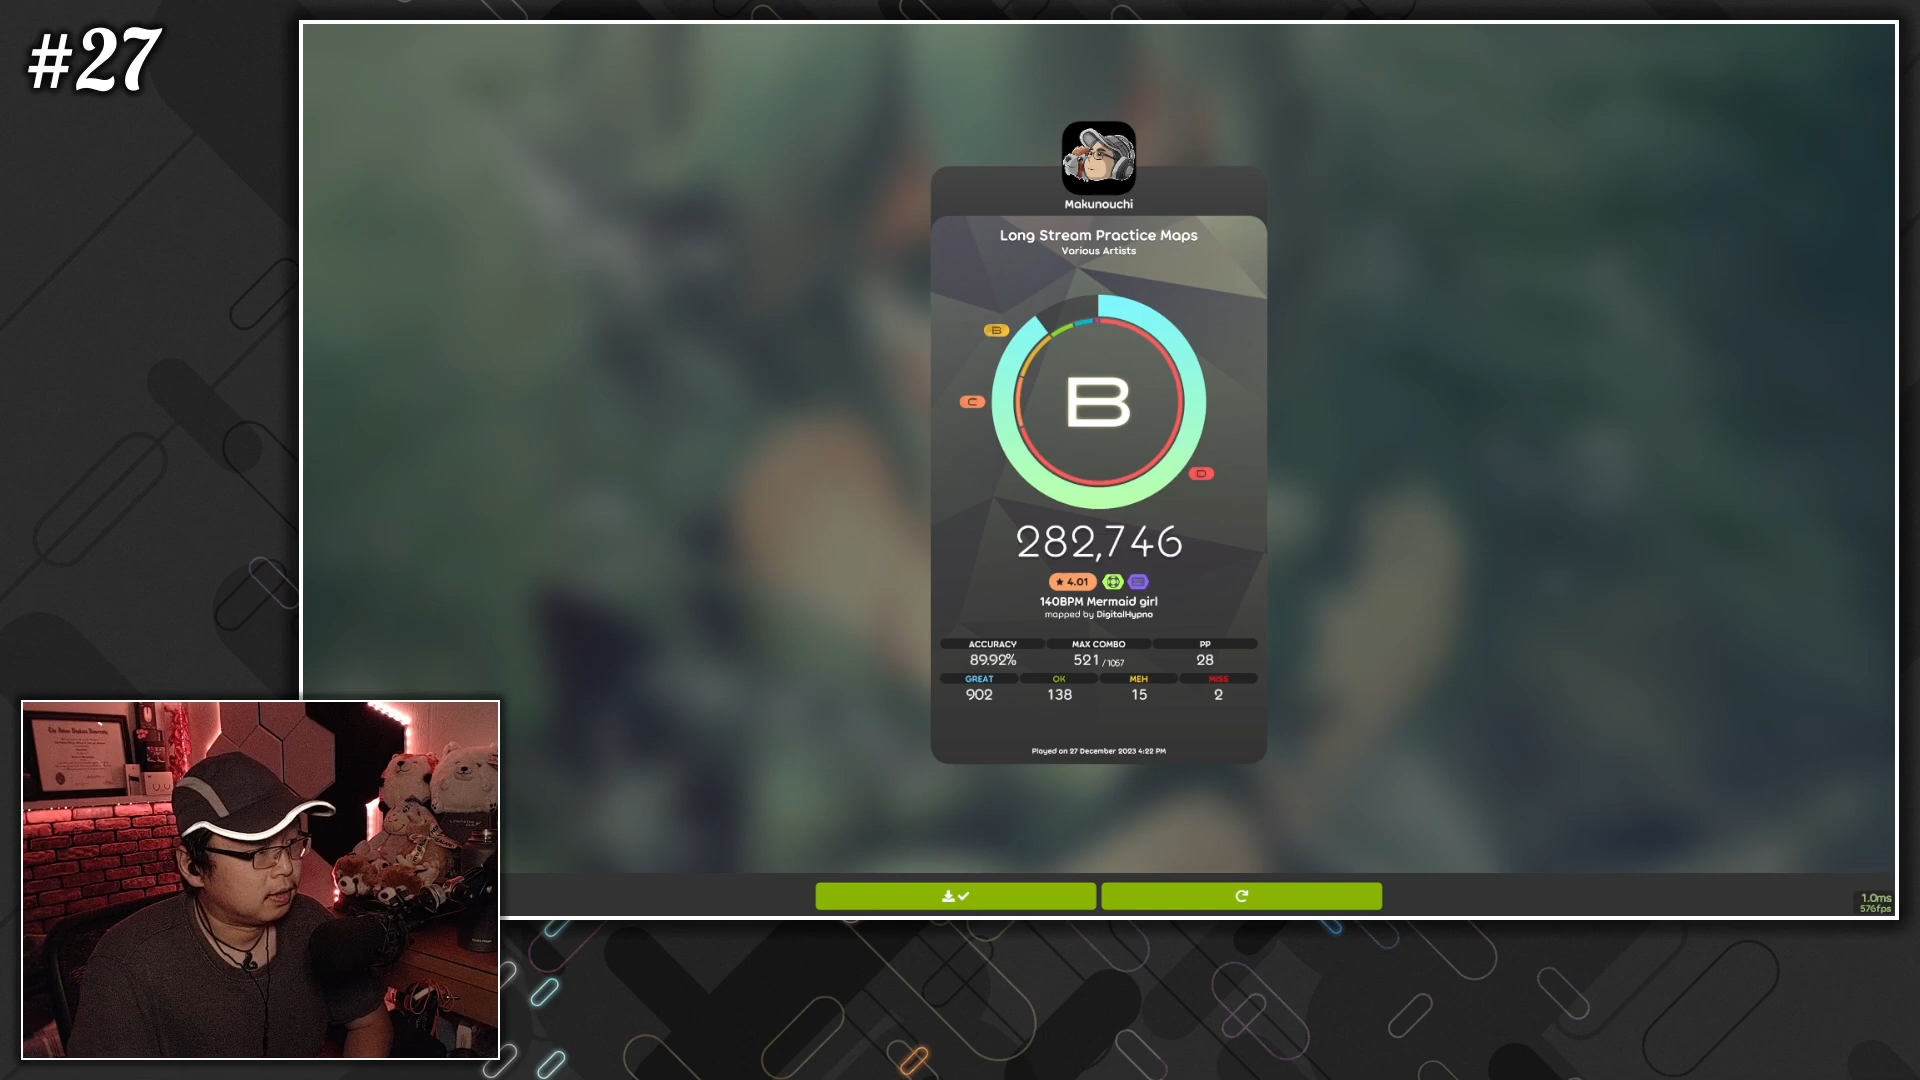 #27
Makunouchi
Long Stream Practice Maps
Various Artists
B
C
D
B
282,746
4.01
140BPM Mermaid girl
mapped by DigitalHypno
ACCURACY MAX COMBO PP
89.92% 521/1057 28
GREAT OK MEH MISS
902 138 15 2
Played on 27 December 2023 4:22 PM
1.0ms
576fps